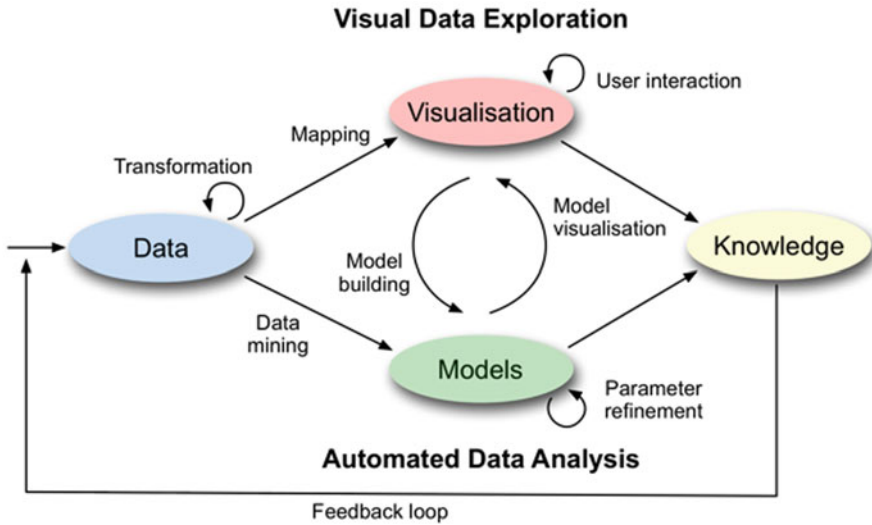 Visual Data Exploration
User interaction
Visualisation
Mapping
Transformation
Model
visualisation
Data
Knowledge
Model
building
Data
mining
Models
Parameter
refinement
Automated Data Analysis
Feedback loop